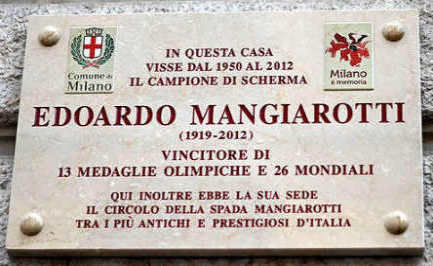 Comune di
Milano
Milano
è memoria
IN QUESTA CASA
VISSE DAL 1950 AL 2012
IL CAMPIONE DI SCHERMA
EDOARDO MANGIAROTTI
(1919-2012)
VINCITORE DI
13 MEDAGLIE OLIMPICHE E 26 MONDIALI
QUI INOLTRE EBBE LA SUA SEDE
IL CIRCOLO DELLA SPADA MANGIAROTTI
TRA I PIÙ ANTICHI E PRESTIGIOSI D'ITALIA